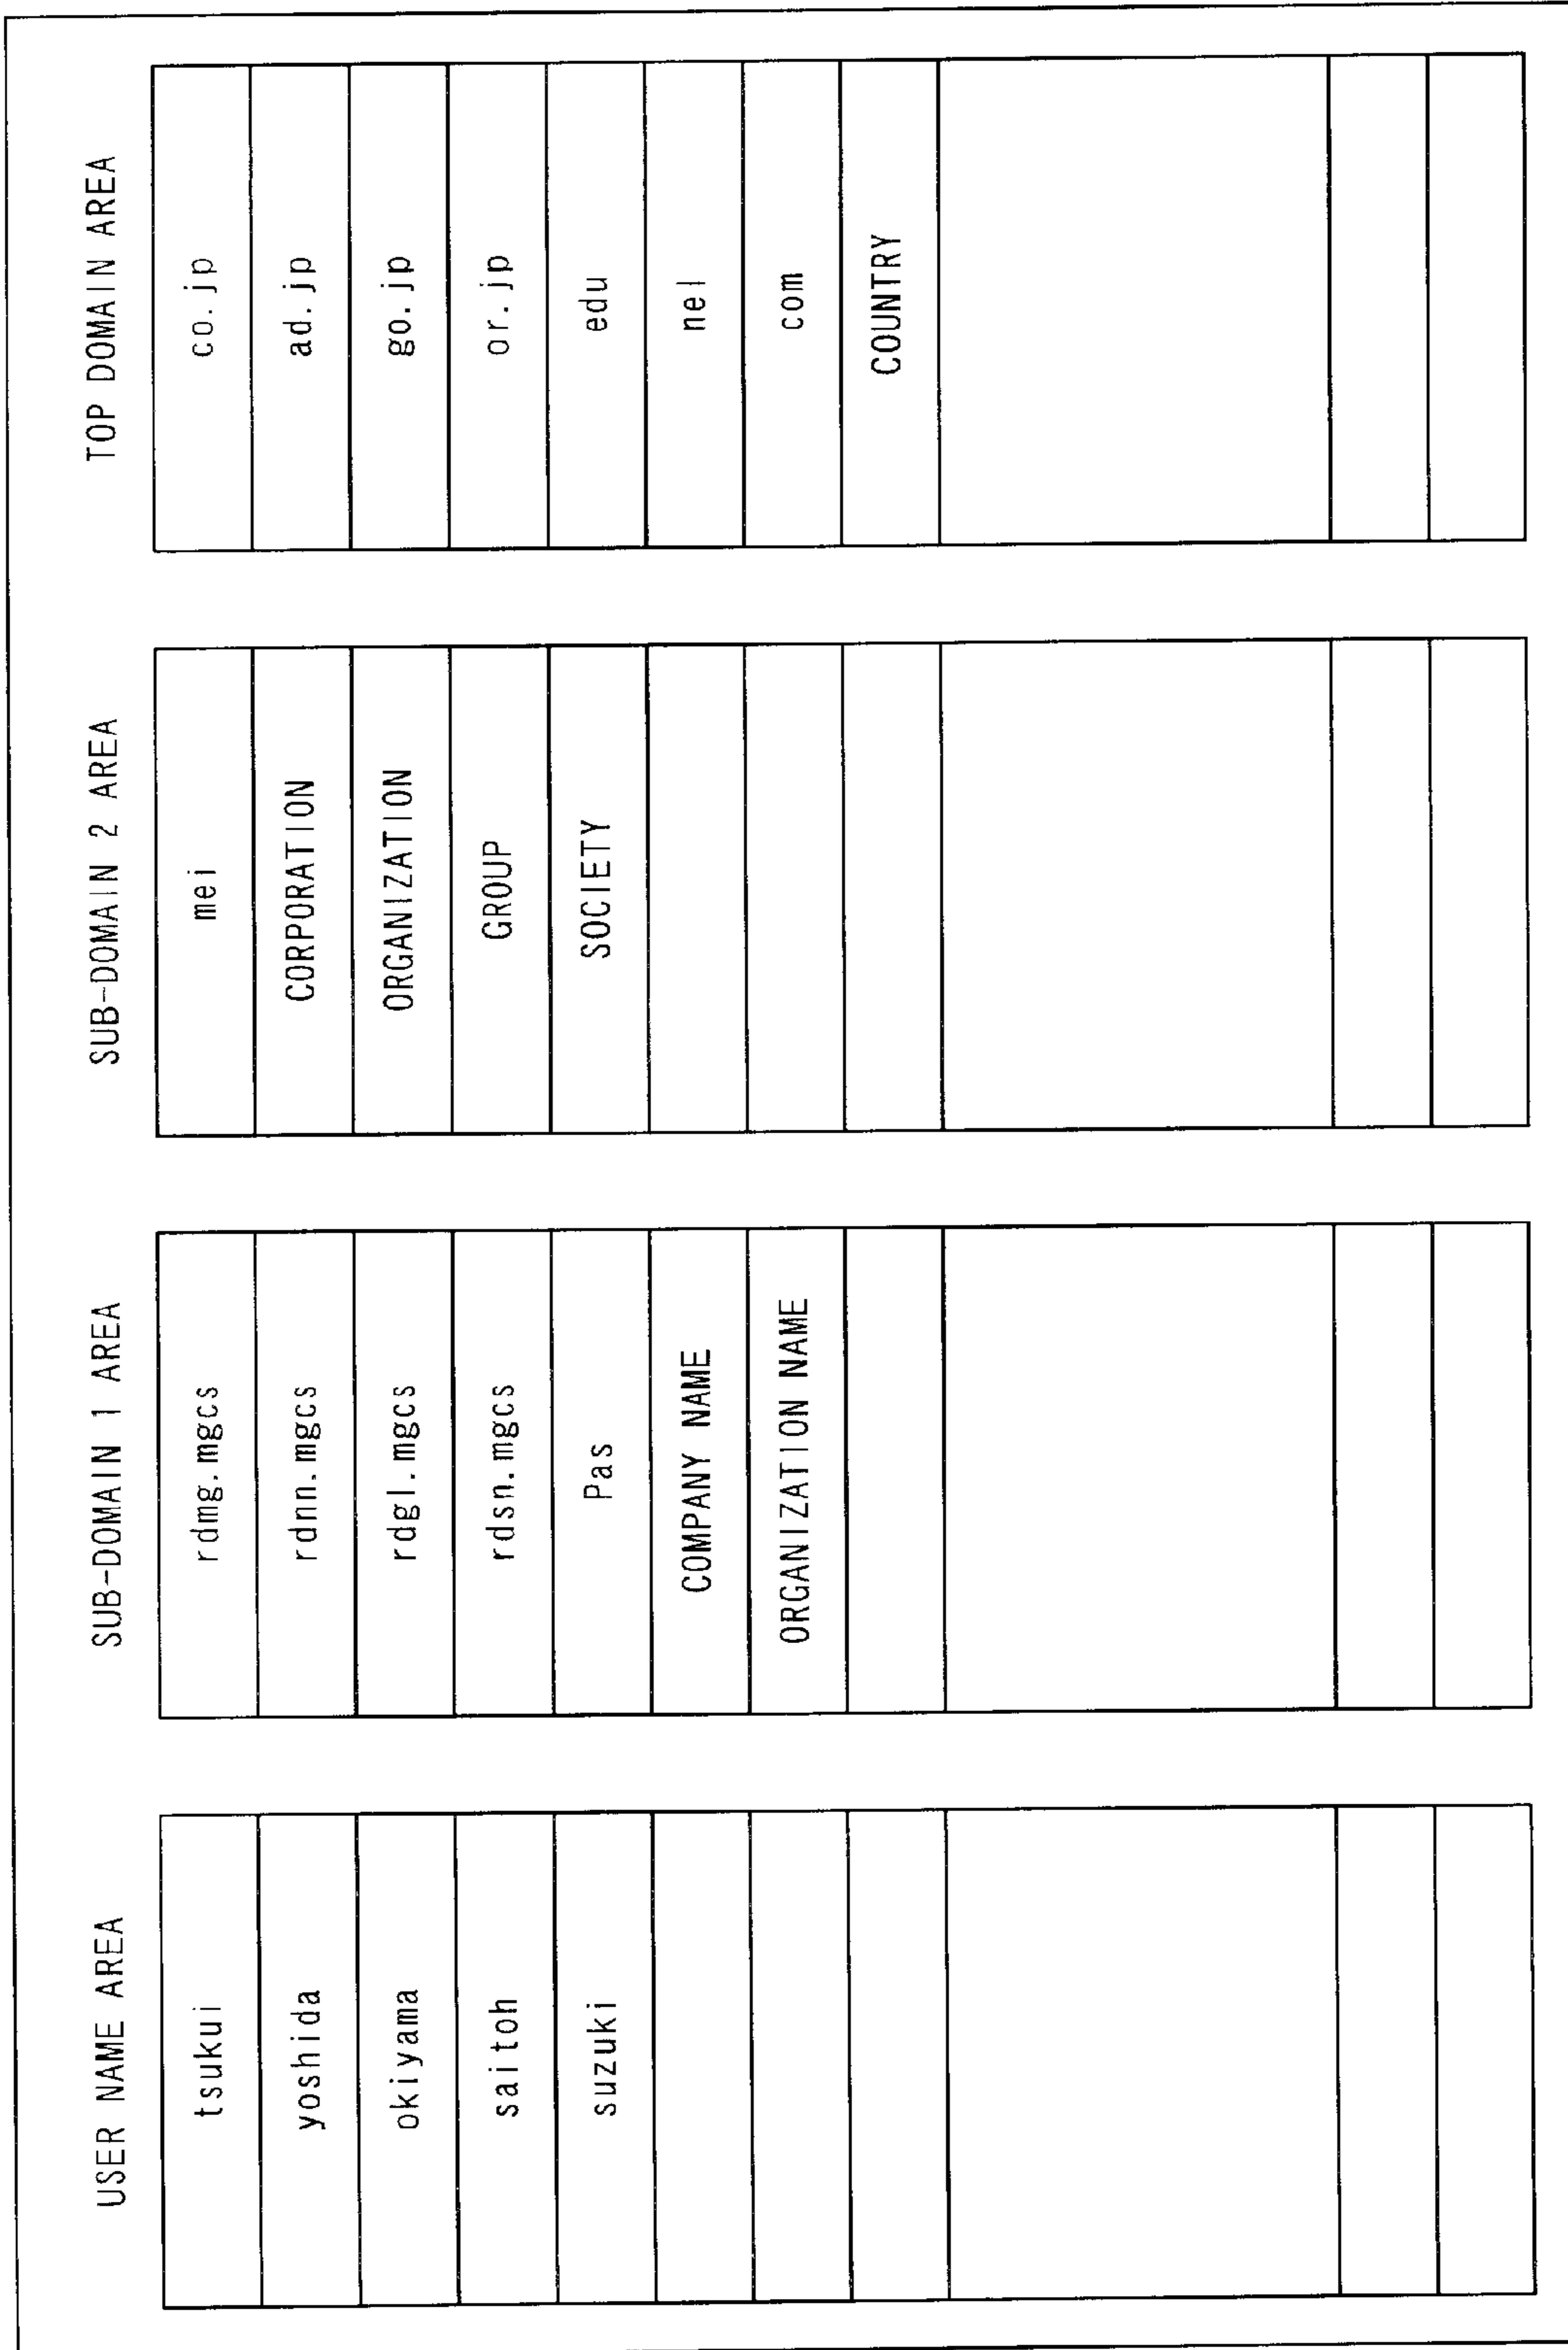 USER NAME AREA
tsukui
yoshida
okiyama
saitoh
suzuki
SUB-DOMAIN 1 AREA
rdmg.mgcs
rdnn.mgcs
rdgl.mgcs
rdsn.mgcs
Pas
COMPANY NAME
ORGANIZATION NAME
SUB-DOMAIN 2 AREA
mei
CORPORATION
ORGANIZATION
GROUP
SOCIETY
TOP DOMAIN AREA
co.jp
ad.jp
go.jp
or.jp
edu
nel
com
COUNTRY